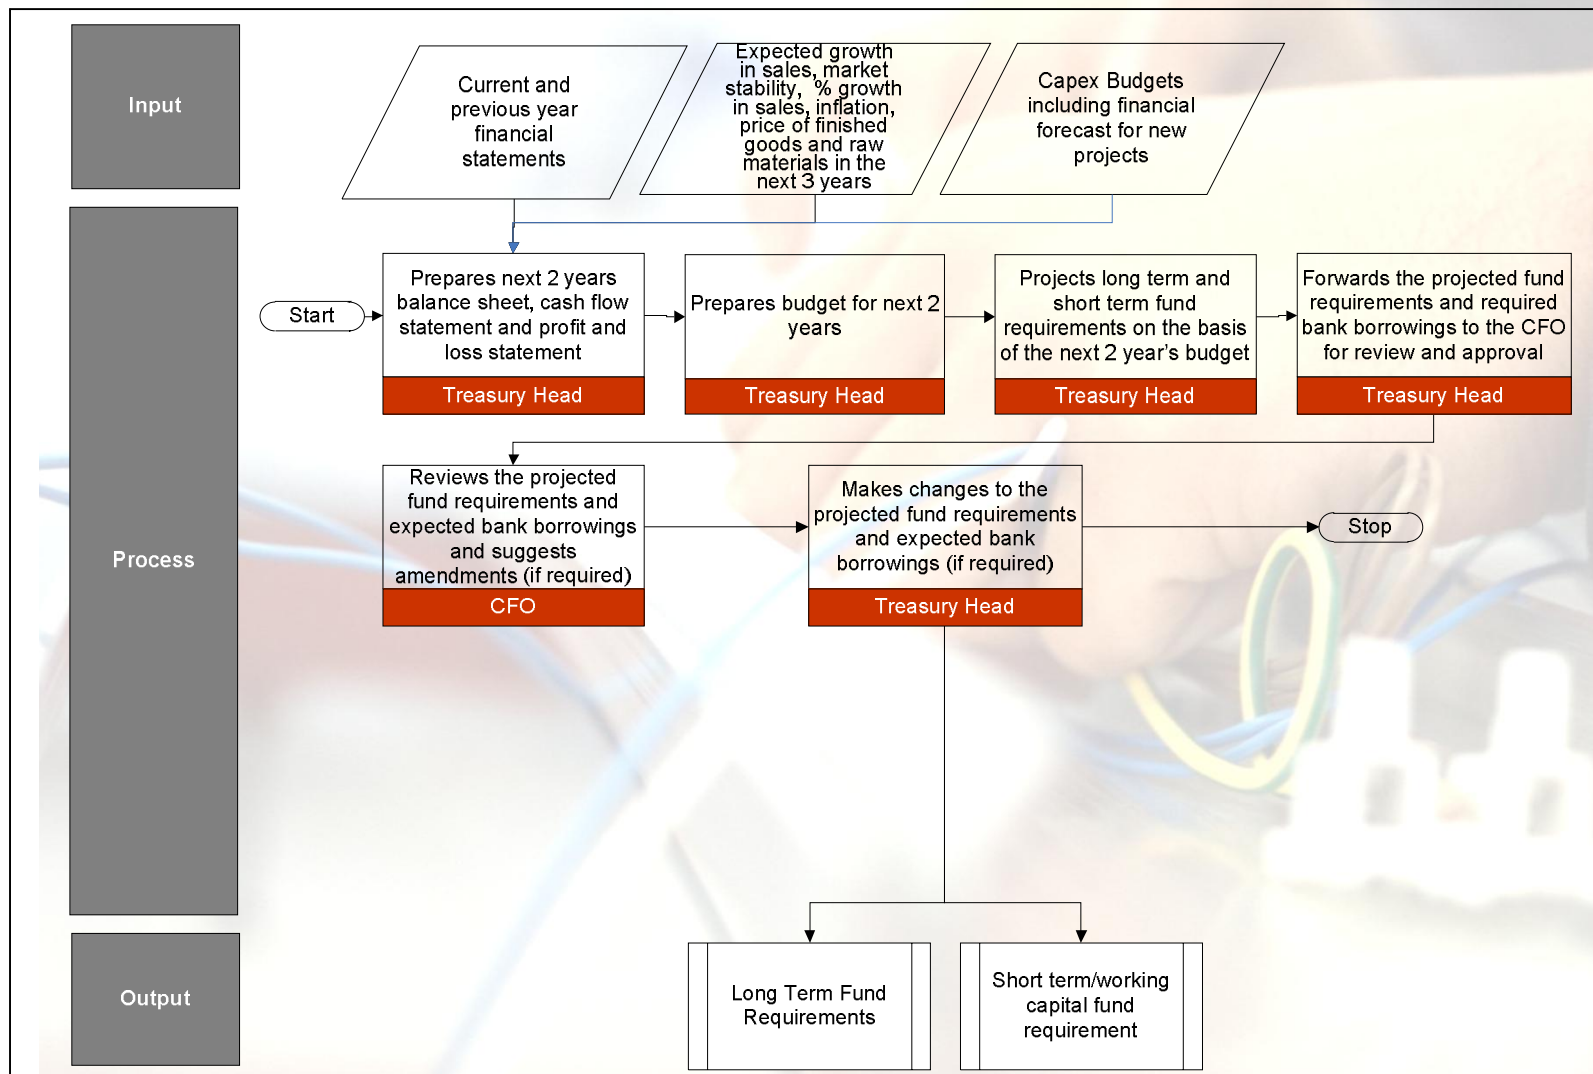 Input
Current and
previous year
financial
statements
Expected growth
in sales, market
stability, % growth
in sales, inflation,
price of finished
goods and raw
materials in the
next 3 years
Capex Budgets
including financial
forecast for new
projects
Process
Start
Prepares next 2 years
balance sheet, cash flow
statement and profit and
loss statement
Treasury Head
Prepares budget for next 2
years
Treasury Head
Projects long term and
short term fund
requirements on the basis
of the next 2 year’s budget
Treasury Head
Forwards the projected fund
requirements and required
bank borrowings to the CFO
for review and approval
Treasury Head
Reviews the projected
fund requirements and
expected bank borrowings
and suggests
amendments (if required)
CFO
Makes changes to the
projected fund requirements
and expected bank
borrowings (if required)
Treasury Head
Stop
Output
Long Term Fund
Requirements
Short term/working
capital fund
requirement